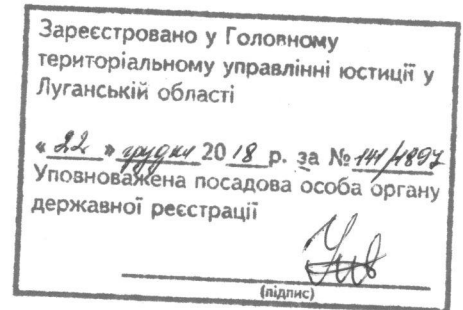 Зареєстровано у Головному
територіальному управлінні юстиції у
Луганській області
«22» грудня 2018 р. за № 141/1897
Уповноважена посадова особа органу
державної реєстрації
(підпис)